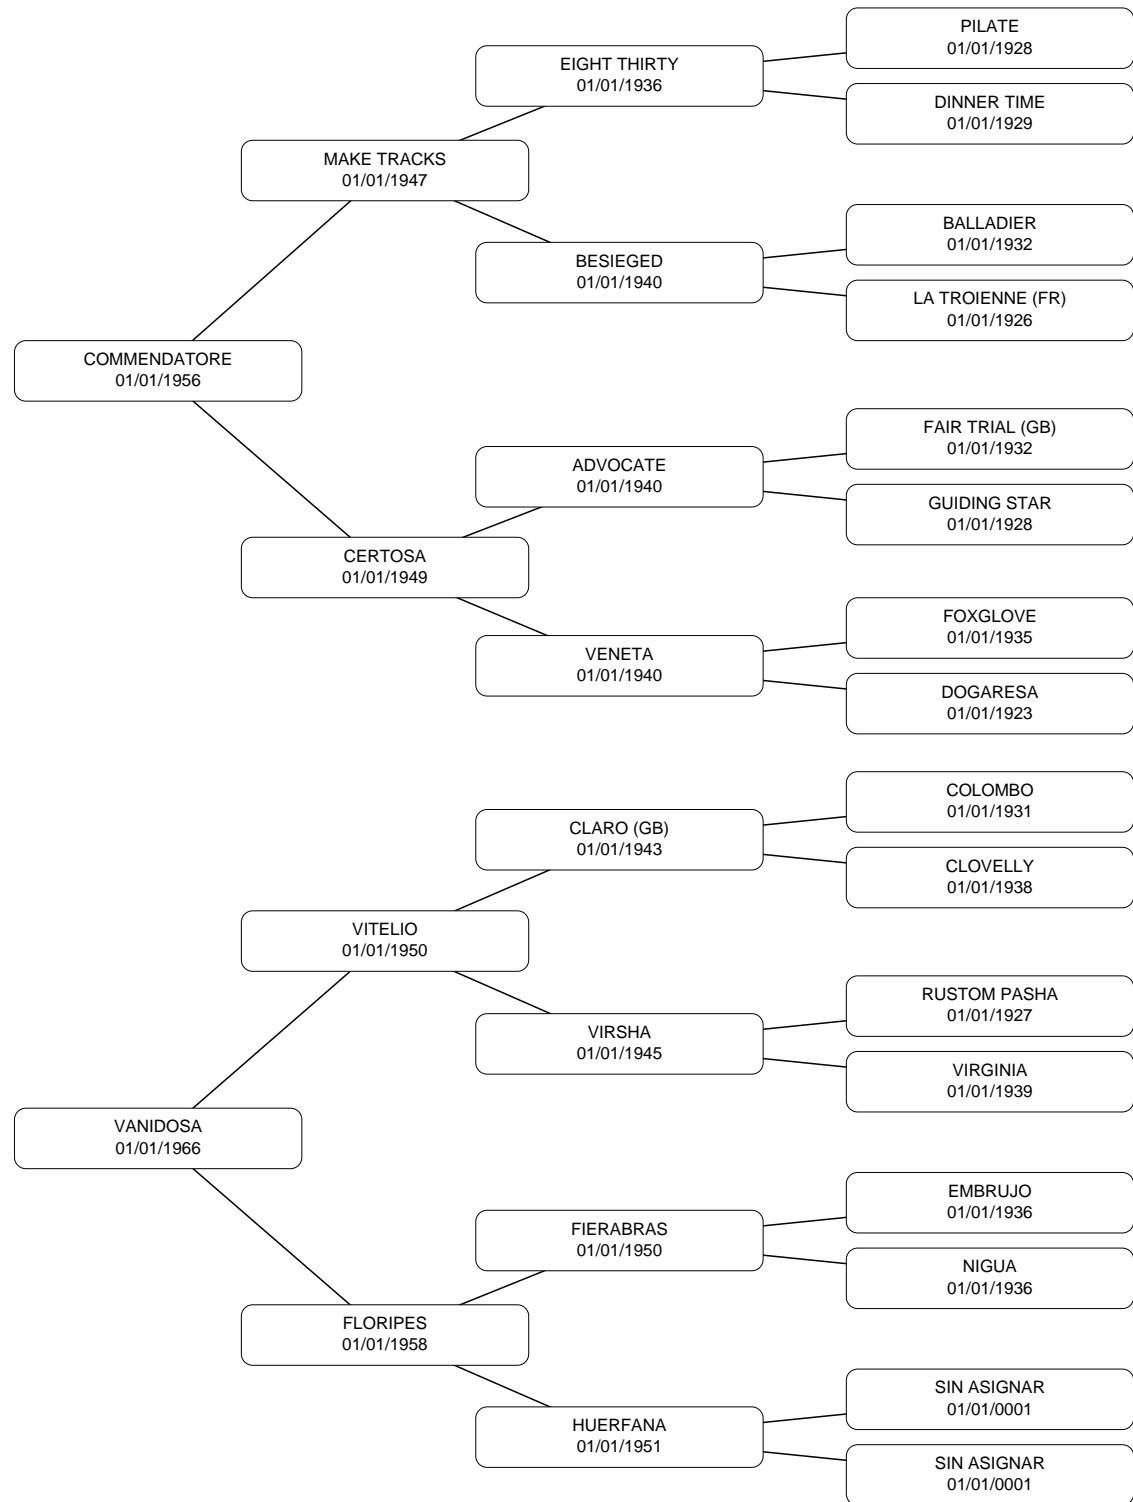 PILATE
01/01/1928
EIGHT THIRTY
01/01/1936
DINNER TIME
01/01/1929
MAKE TRACKS
01/01/1947
BALLADIER
01/01/1932
BESIEGED
01/01/1940
LA TROIENNE (FR)
01/01/1926
COMMENDATORE
01/01/1956
FAIR TRIAL (GB)
01/01/1932
ADVOCATE
01/01/1940
GUIDING STAR
01/01/1928
CERTOSA
01/01/1949
FOXGLOVE
01/01/1935
VENETA
01/01/1940
DOGARESA
01/01/1923
COLOMBO
01/01/1931
CLARO (GB)
01/01/1943
CLOVELLY
01/01/1938
VITELIO
01/01/1950
RUSTOM PASHA
01/01/1927
VIRSHA
01/01/1945
VIRGINIA
01/01/1939
VANIDOSA
01/01/1966
EMBRUJO
01/01/1936
FIERABRAS
01/01/1950
NIGUA
01/01/1936
FLORIPES
01/01/1958
SIN ASIGNAR
01/01/0001
HUERFANA
01/01/1951
SIN ASIGNAR
01/01/0001